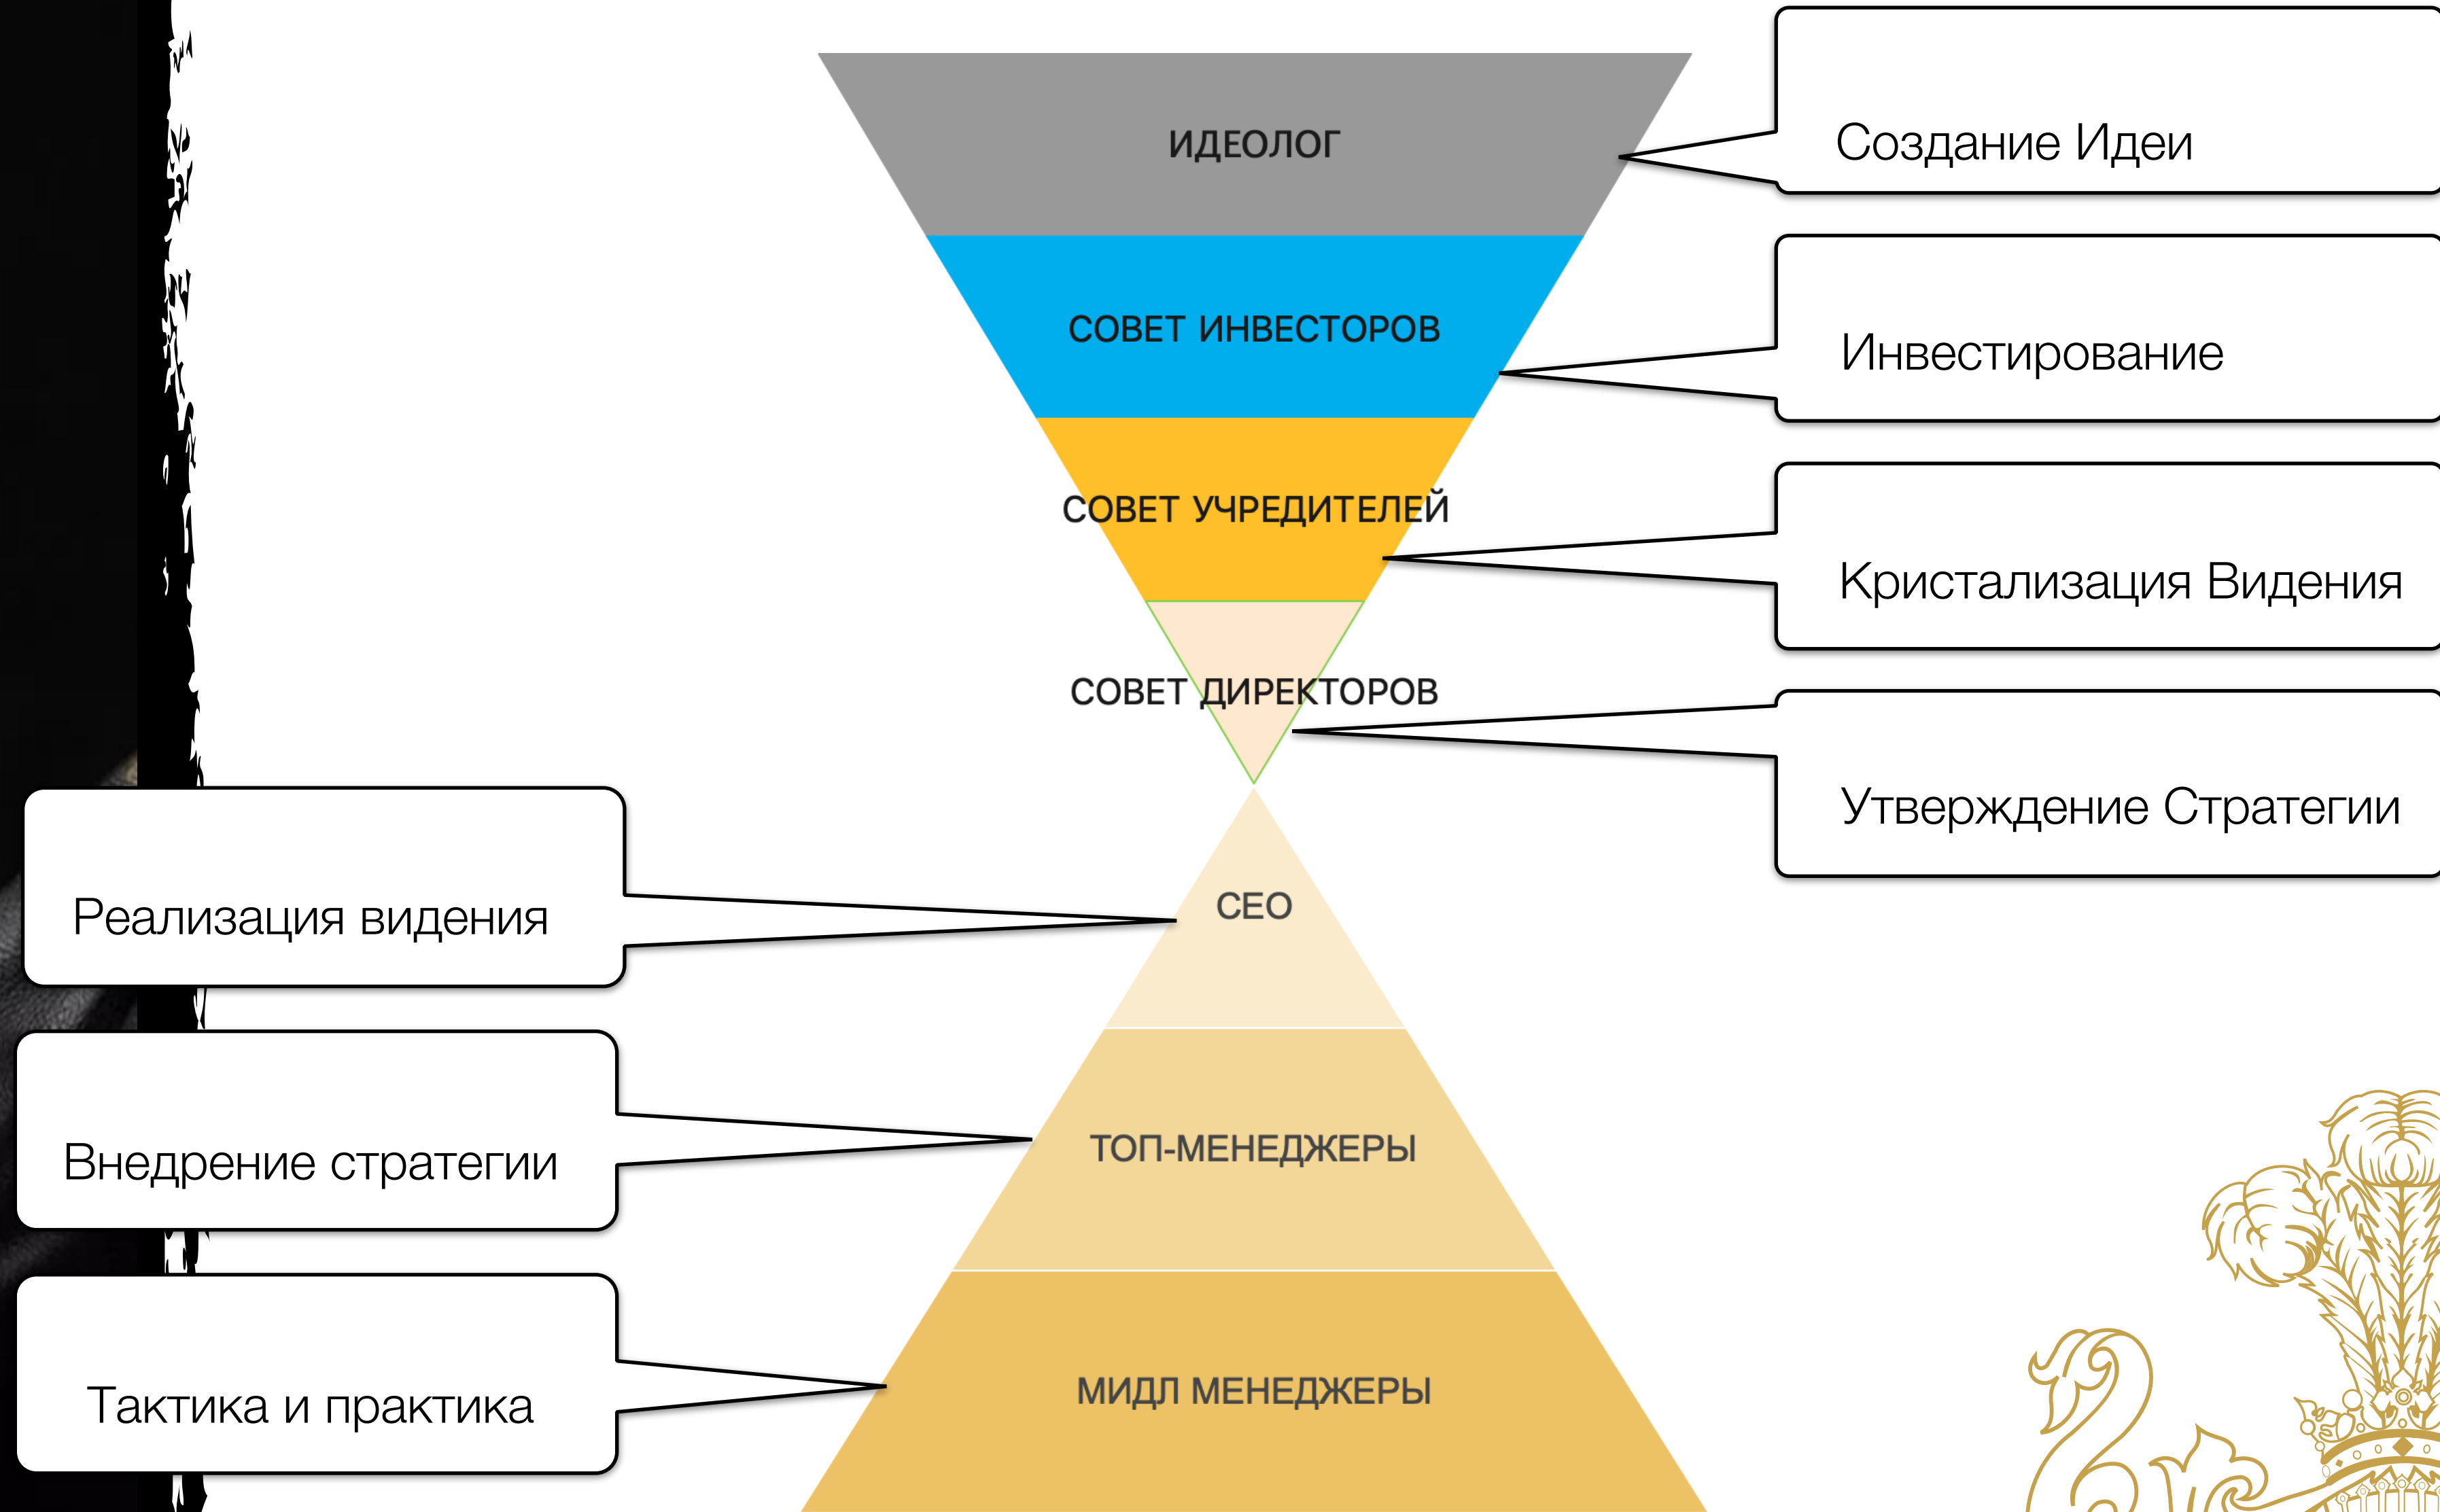 ИДЕОЛОГ
Создание Идеи
СОВЕТ ИНВЕСТОРОВ
Инвестирование
СОВЕТ УЧРЕДИТЕЛЕЙ
Кристализация Видения
СОВЕТ ДИРЕКТОРОВ
Утверждение Стратегии
Реализация видения
CEO
Внедрение стратегии
ТОП-МЕНЕДЖЕРЫ
Тактика и практика
МИДЛ МЕНЕДЖЕРЫ